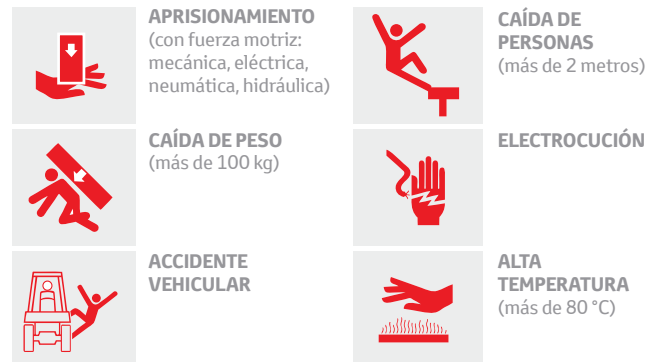 APRISIONAMIENTO
(con fuerza motriz:
mecánica, eléctrica,
neumática, hidráulica)
CAÍDA DE
PERSONAS
(más de 2 metros)
CAÍDA DE PESO
(más de 100 kg)
ELECTROCUCIÓN
ACCIDENTE
VEHICULAR
ALTA
TEMPERATURA
(más de 80 °C)